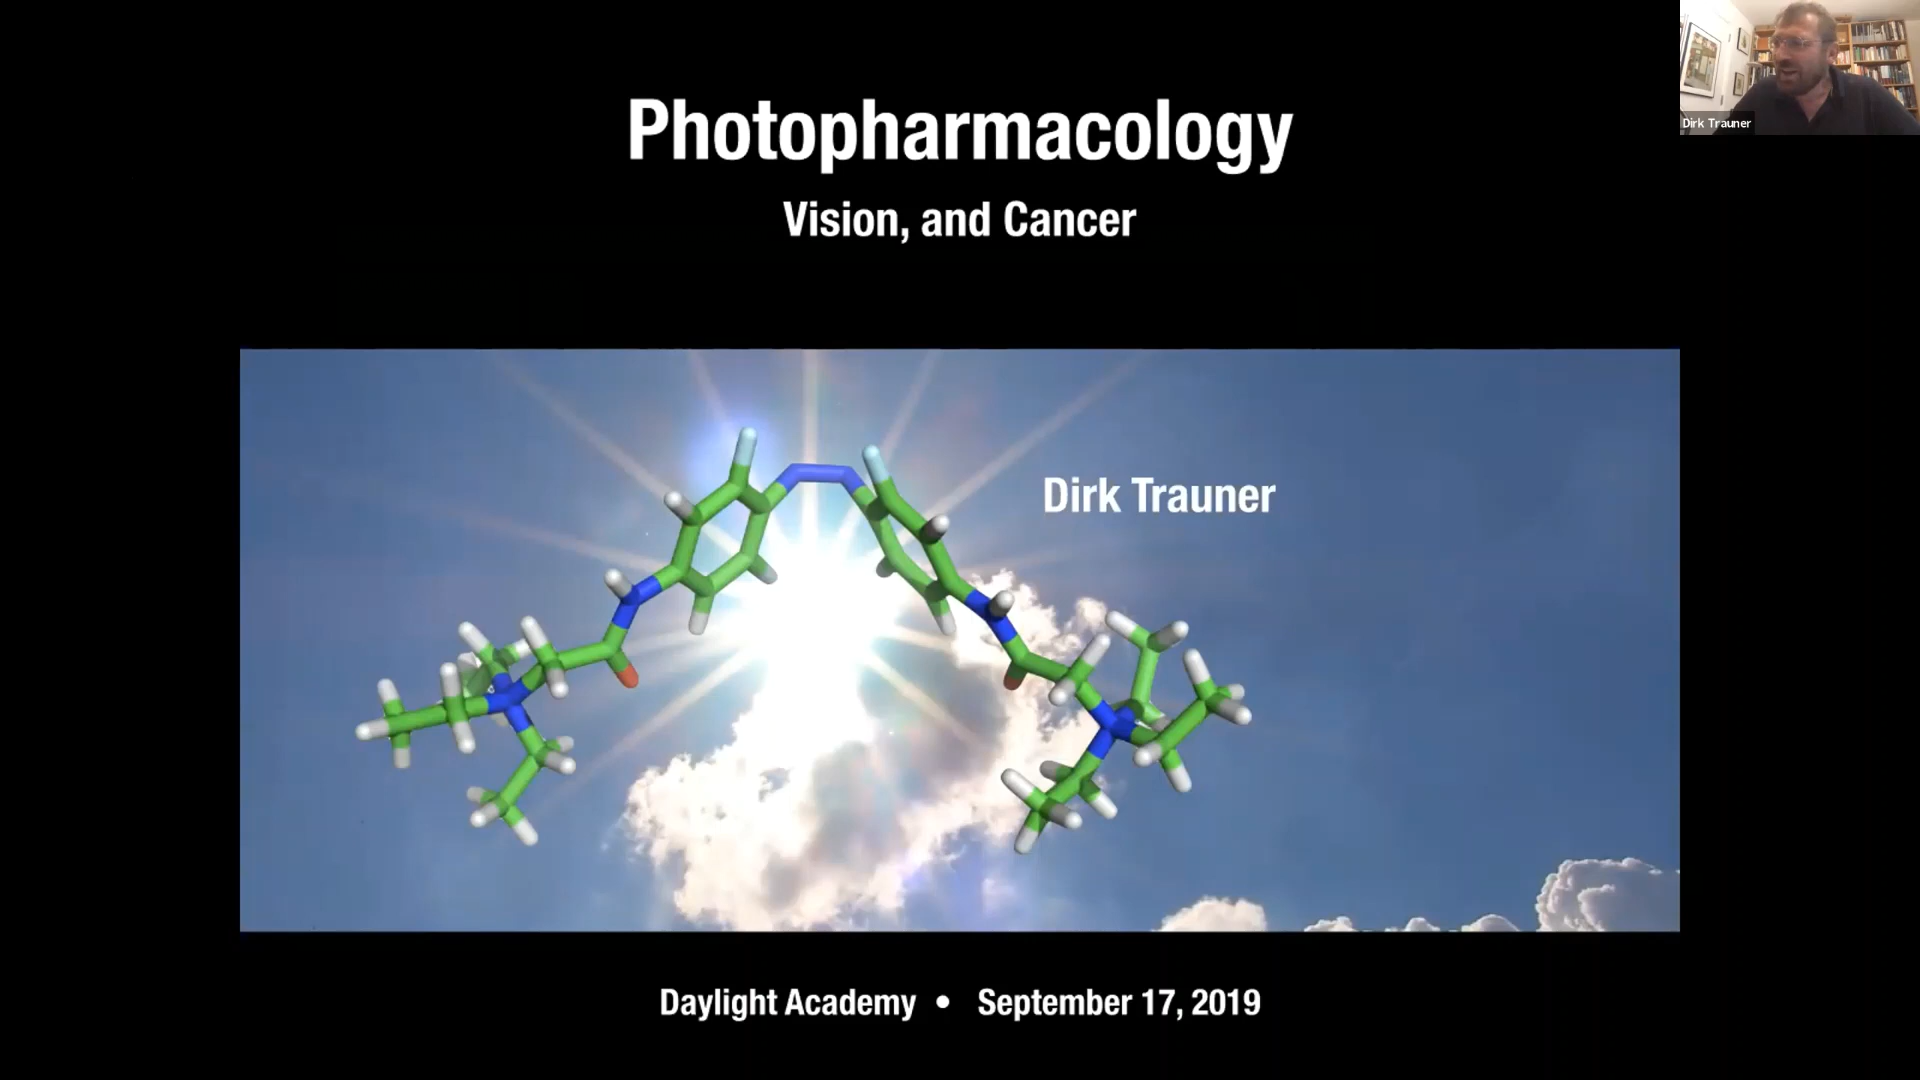 Photopharmacology
Vision, and Cancer
Dirk Trauner
Dirk Trauner
Daylight Academy • September 17, 2019